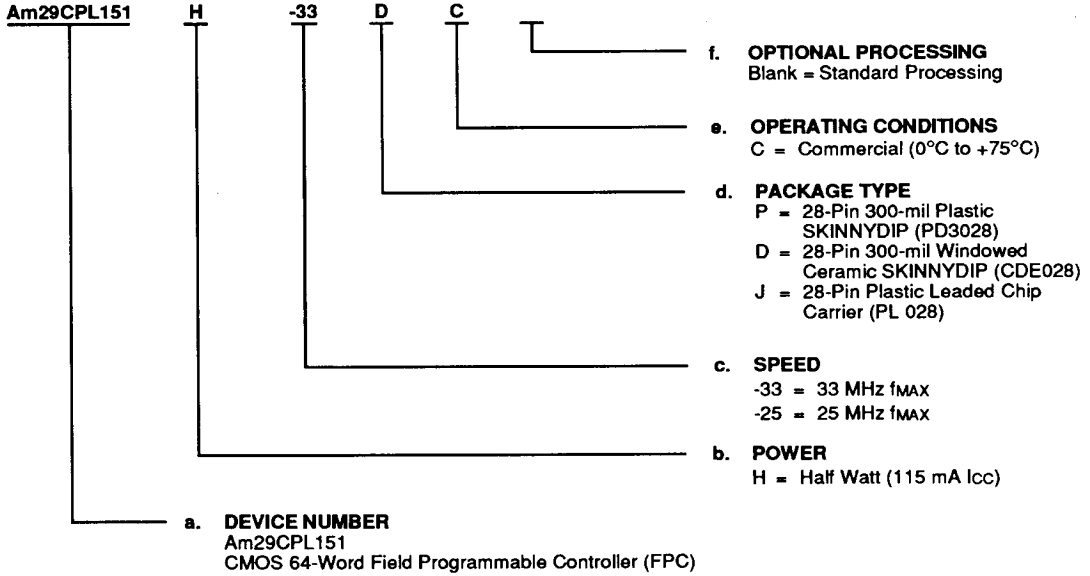 Am29CPL151 H -33 D C
f. OPTIONAL PROCESSING
Blank = Standard Processing
e. OPERATING CONDITIONS
C = Commercial (0°C to +75°C)
d. PACKAGE TYPE
P = 28-Pin 300-mil Plastic
SKINNYDIP (PD3028)
D = 28-Pin 300-mil Windowed
Ceramic SKINNYDIP (CDE028)
J = 28-Pin Plastic Leaded Chip
Carrier (PL 028)
c. SPEED
-33 = 33 MHz fMAX
-25 = 25 MHz fMAX
b. POWER
H = Half Watt (115 mA ICC)
a. DEVICE NUMBER
Am29CPL151
CMOS 64-Word Field Programmable Controller (FPC)